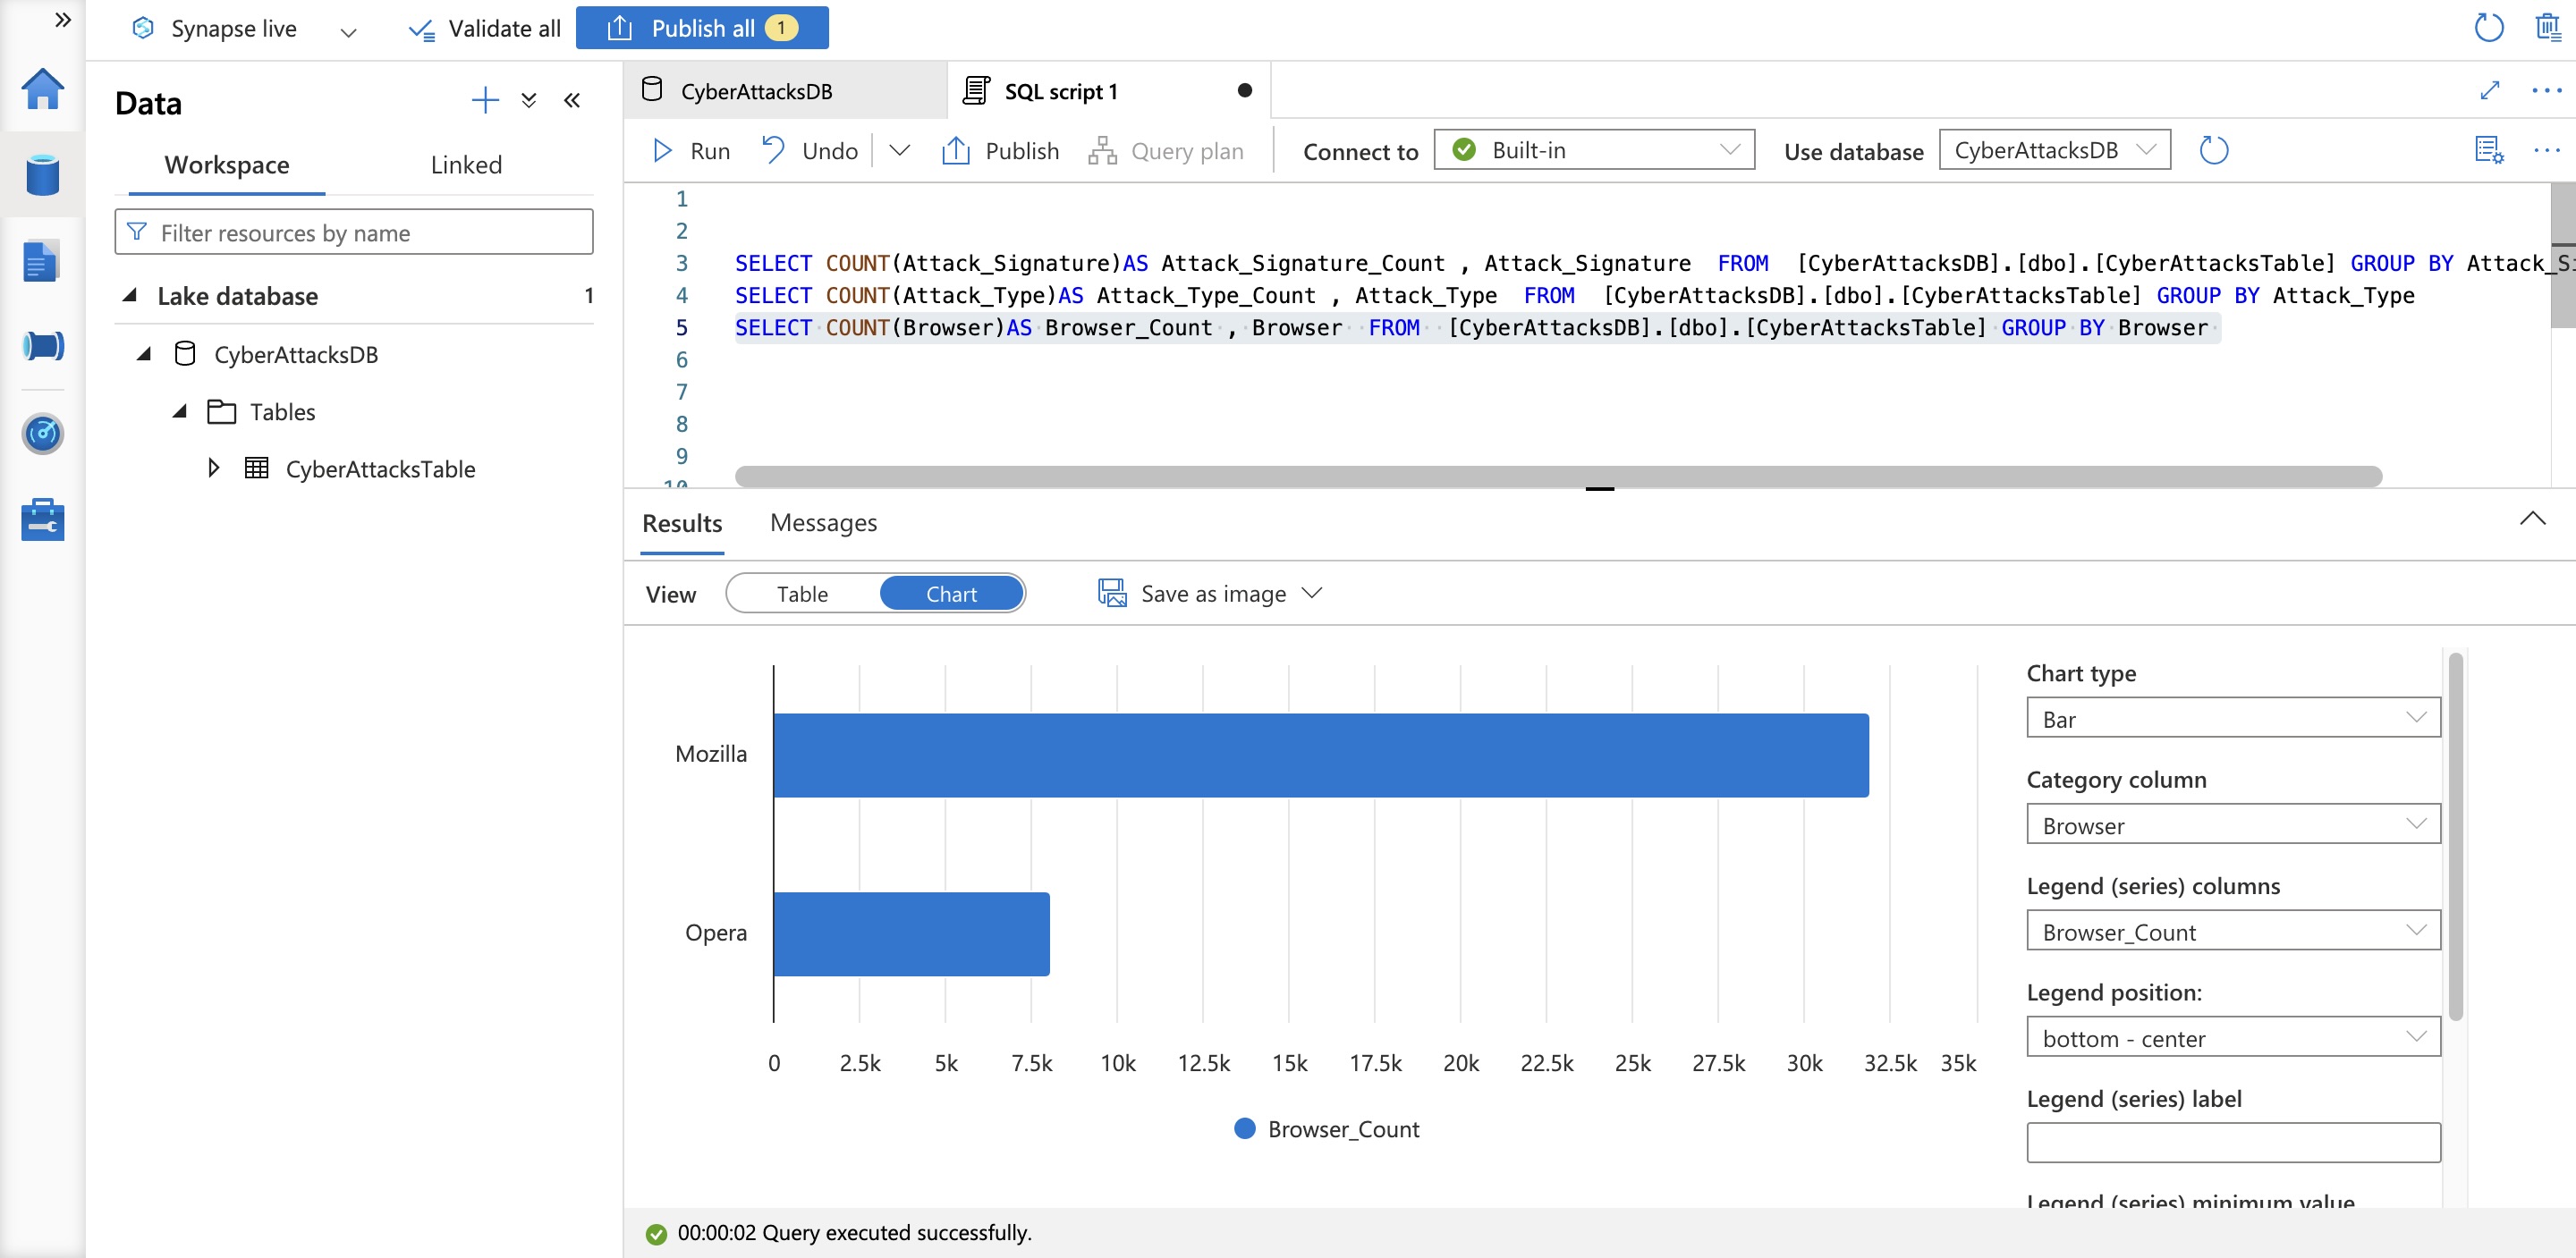 Synapse live
Validate all
Publish all 1
Data
Workspace
Linked
Filter resources by name
Lake database 1
CyberAttacksDB
Tables
CyberAttacksTable
CyberAttacksDB
SQL script 1
Run
Undo
Publish
Query plan
Connect to
Built-in
Use database
CyberAttacksDB
1
2
3 SELECT COUNT(Attack_Signature)AS Attack_Signature_Count , Attack_Signature FROM [CyberAttacksDB].[dbo].[CyberAttacksTable] GROUP BY Attack_Si
4 SELECT COUNT(Attack_Type)AS Attack_Type_Count , Attack_Type FROM [CyberAttacksDB].[dbo].[CyberAttacksTable] GROUP BY Attack_Type
5 SELECT COUNT(Browser)AS Browser_Count , Browser FROM [CyberAttacksDB].[dbo].[CyberAttacksTable] GROUP BY Browser
6
7
8
9
10
Results
Messages
View
Table
Chart
Save as image
Mozilla
Opera
0 2.5k 5k 7.5k 10k 12.5k 15k 17.5k 20k 22.5k 25k 27.5k 30k 32.5k 35k
Browser_Count
Chart type
Bar
Category column
Browser
Legend (series) columns
Browser_Count
Legend position:
bottom - center
Legend (series) label
Legend (series) minimum value
00:00:02 Query executed successfully.